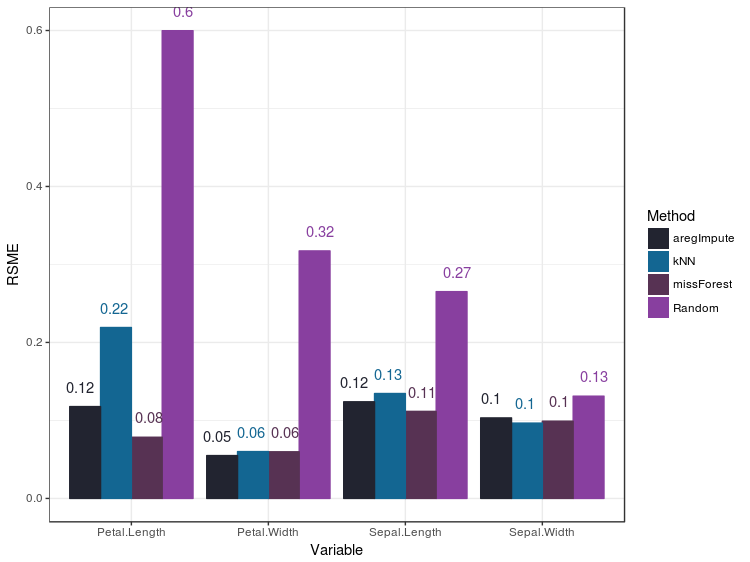 0.6
0.4
0.2
0.0
RSME
0.12
0.22
0.08
0.6
0.05
0.06
0.06
0.32
0.12
0.13
0.11
0.27
0.1
0.1
0.1
0.13
Petal.Length
Petal.Width
Sepal.Length
Sepal.Width
Variable
Method
aregImpute
kNN
missForest
Random